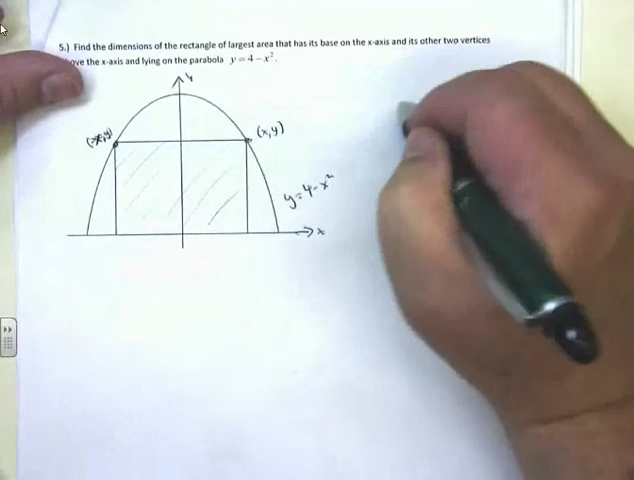 5.) Find the dimensions of the rectangle of largest area that has its base on the x-axis and its other two vertices
ove the x-axis and lying on the parabola y = 4 – x².
y
(-x,y)
(x,y)
y=4-x²
x